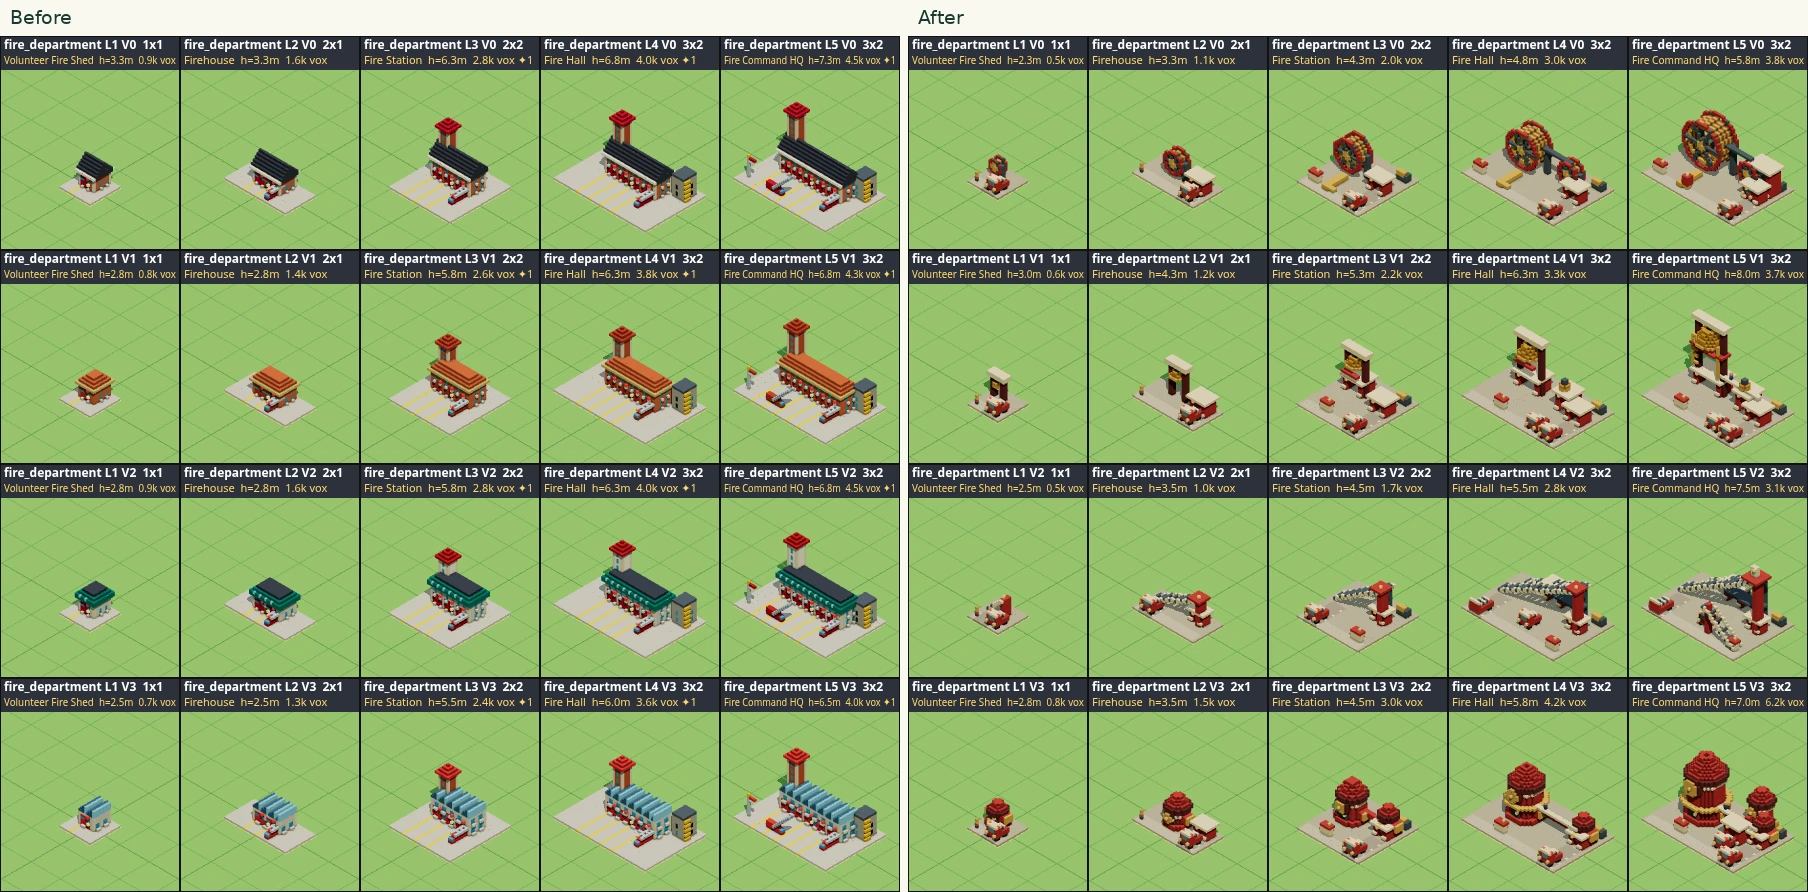 Before
After
fire_department L1 V0 1x1
Volunteer Fire Shed h=3.3m 0.9k vox
fire_department L2 V0 2x1
Firehouse h=3.3m 1.6k vox
fire_department L3 V0 2x2
Fire Station h=6.3m 2.8k vox ✦1
fire_department L4 V0 3x2
Fire Hall h=6.8m 4.0k vox ✦1
fire_department L5 V0 3x2
Fire Command HQ h=7.3m 4.5k vox ✦1
fire_department L1 V0 1x1
Volunteer Fire Shed h=2.3m 0.5k vox
fire_department L2 V0 2x1
Firehouse h=3.3m 1.1k vox
fire_department L3 V0 2x2
Fire Station h=4.3m 2.0k vox
fire_department L4 V0 3x2
Fire Hall h=4.8m 3.0k vox
fire_department L5 V0 3x2
Fire Command HQ h=5.8m 3.8k vox
fire_department L1 V1 1x1
Volunteer Fire Shed h=2.8m 0.8k vox
fire_department L2 V1 2x1
Firehouse h=2.8m 1.4k vox
fire_department L3 V1 2x2
Fire Station h=5.8m 2.6k vox ✦1
fire_department L4 V1 3x2
Fire Hall h=6.3m 3.8k vox ✦1
fire_department L5 V1 3x2
Fire Command HQ h=6.8m 4.3k vox ✦1
fire_department L1 V1 1x1
Volunteer Fire Shed h=3.0m 0.6k vox
fire_department L2 V1 2x1
Firehouse h=4.3m 1.2k vox
fire_department L3 V1 2x2
Fire Station h=5.3m 2.2k vox
fire_department L4 V1 3x2
Fire Hall h=6.3m 3.3k vox
fire_department L5 V1 3x2
Fire Command HQ h=8.0m 3.7k vox
fire_department L1 V2 1x1
Volunteer Fire Shed h=2.8m 0.9k vox
fire_department L2 V2 2x1
Firehouse h=2.8m 1.6k vox
fire_department L3 V2 2x2
Fire Station h=5.8m 2.8k vox ✦1
fire_department L4 V2 3x2
Fire Hall h=6.3m 4.0k vox ✦1
fire_department L5 V2 3x2
Fire Command HQ h=6.8m 4.5k vox ✦1
fire_department L1 V2 1x1
Volunteer Fire Shed h=2.5m 0.5k vox
fire_department L2 V2 2x1
Firehouse h=3.5m 1.0k vox
fire_department L3 V2 2x2
Fire Station h=4.5m 1.7k vox
fire_department L4 V2 3x2
Fire Hall h=5.5m 2.8k vox
fire_department L5 V2 3x2
Fire Command HQ h=7.5m 3.1k vox
fire_department L1 V3 1x1
Volunteer Fire Shed h=2.5m 0.7k vox
fire_department L2 V3 2x1
Firehouse h=2.5m 1.3k vox
fire_department L3 V3 2x2
Fire Station h=5.5m 2.4k vox ✦1
fire_department L4 V3 3x2
Fire Hall h=6.0m 3.6k vox ✦1
fire_department L5 V3 3x2
Fire Command HQ h=6.5m 4.0k vox ✦1
fire_department L1 V3 1x1
Volunteer Fire Shed h=2.8m 0.8k vox
fire_department L2 V3 2x1
Firehouse h=3.5m 1.5k vox
fire_department L3 V3 2x2
Fire Station h=4.5m 3.0k vox
fire_department L4 V3 3x2
Fire Hall h=5.8m 4.2k vox
fire_department L5 V3 3x2
Fire Command HQ h=7.0m 6.2k vox